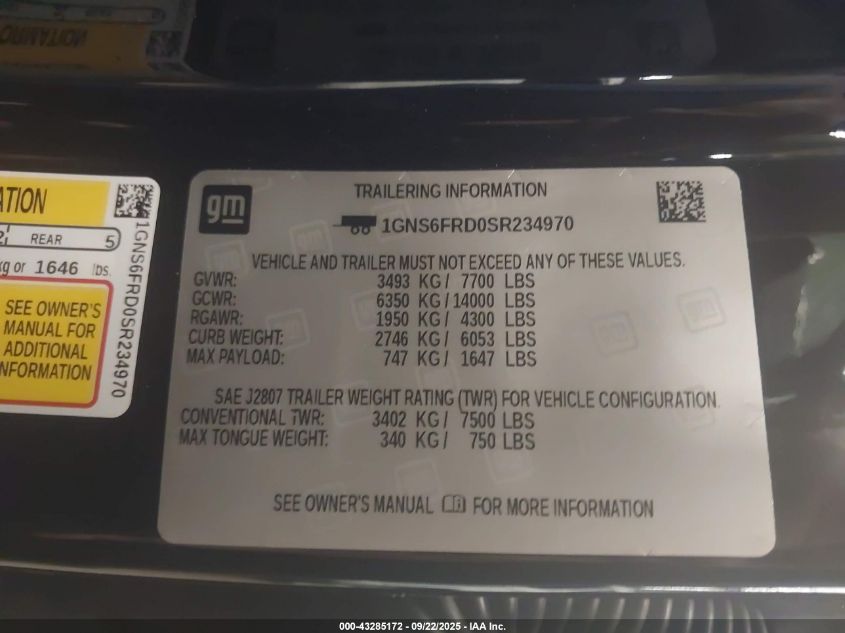 ATION
REAR 5
kg or 1646 lbs.
SEE OWNER'S
MANUAL FOR
ADDITIONAL
INFORMATION
1GNS6FRD0SR234970
gm
TRAILERING INFORMATION
1GNS6FRD0SR234970
VEHICLE AND TRAILER MUST NOT EXCEED ANY OF THESE VALUES.
GVWR: 3493 KG / 7700 LBS
GCWR: 6350 KG / 14000 LBS
RGAWR: 1950 KG / 4300 LBS
CURB WEIGHT: 2746 KG / 6053 LBS
MAX PAYLOAD: 747 KG / 1647 LBS
SAE J2807 TRAILER WEIGHT RATING (TWR) FOR VEHICLE CONFIGURATION.
CONVENTIONAL TWR: 3402 KG / 7500 LBS
MAX TONGUE WEIGHT: 340 KG / 750 LBS
SEE OWNER'S MANUAL FOR MORE INFORMATION
000-43285172 - 09/22/2025 - IAA Inc.